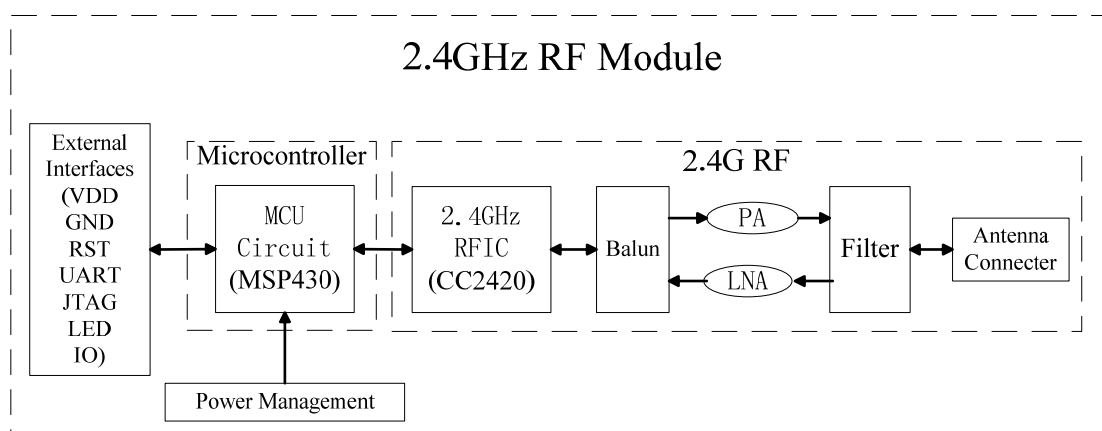 2.4GHz RF Module
External
Interfaces
(VDD
GND
RST
UART
JTAG
LED
IO)
Microcontroller
MCU
Circuit
(MSP430)
Power Management
2.4G RF
2.4GHz
RFIC
(CC2420)
Balun
PA
LNA
Filter
Antenna
Connecter